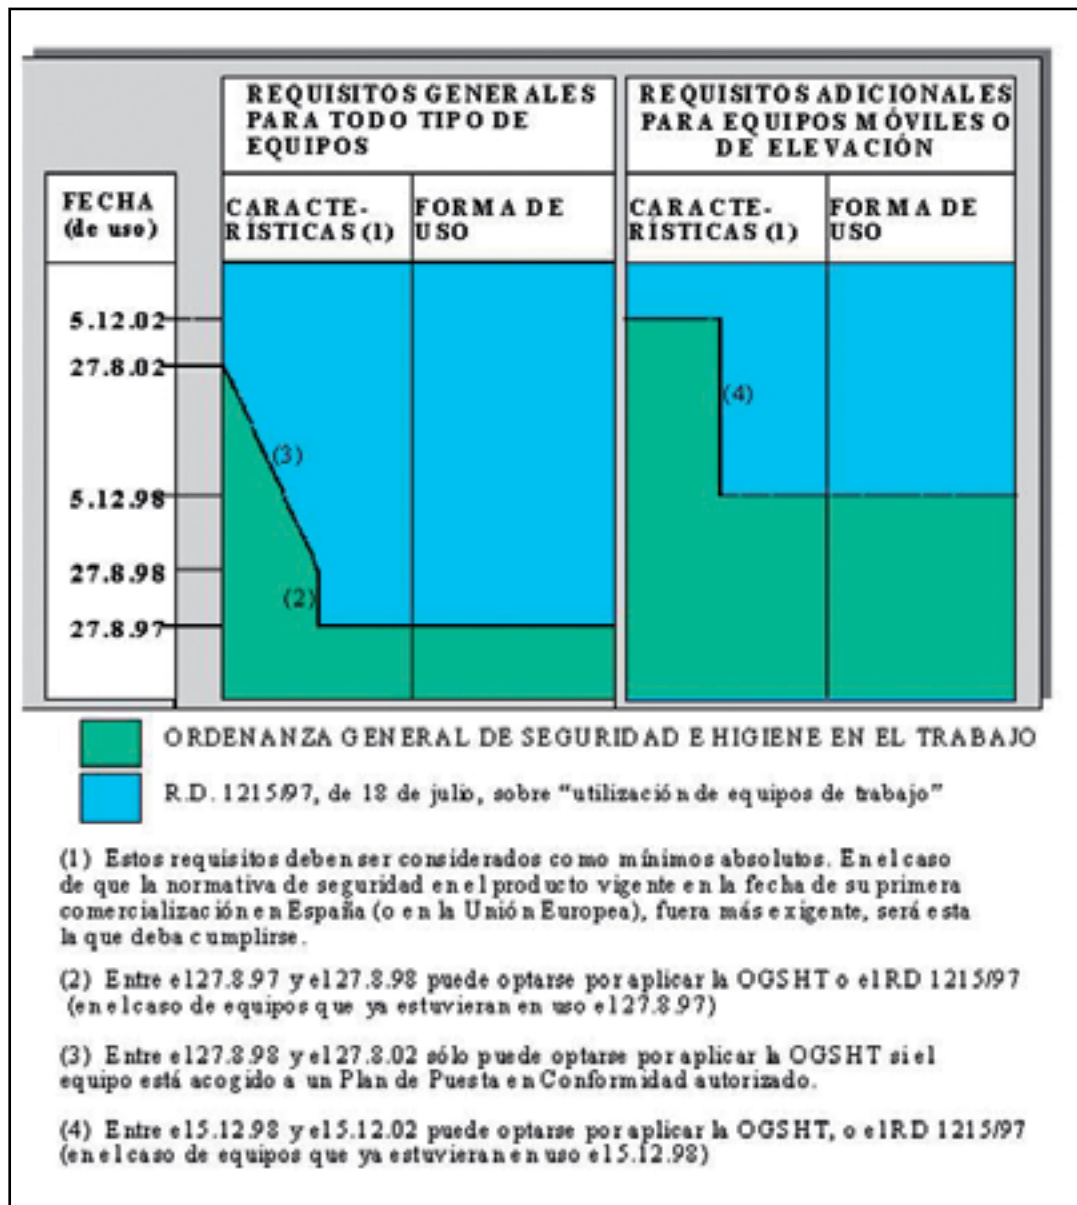 REQUISITOS GENERALES
PARA TODO TIPO DE
EQUIPOS
REQUISITOS ADICIONALES
PARA EQUIPOS MÓVILES O
DE ELEVACIÓN
FECHA
(de uso)
CARACTE-
RÍSTICAS (1)
FORMA DE
USO
CARACTE-
RÍSTICAS (1)
FORMA DE
USO
5.12.02
27.8.02
5.12.98
27.8.98
27.8.97
(3)
(2)
(4)
ORDENANZA GENERAL DE SEGURIDAD E HIGIENE EN EL TRABAJO
R.D. 1215/97, de 18 de julio, sobre "utilización de equipos de trabajo"
(1) Estos requisitos deben ser considerados como mínimos absolutos. En el caso
de que la normativa de seguridad en el producto vigente en la fecha de su primera
comercialización en España (o en la Unión Europea), fuera más exigente, será esta
la que deba cumplirse.
(2) Entre el 27.8.97 y el 27.8.98 puede optarse por aplicar la OGSHT o el RD 1215/97
(en el caso de equipos que ya estuvieran en uso el 27.8.97)
(3) Entre el 27.8.98 y el 27.8.02 sólo puede optarse por aplicar la OGSHT si el
equipo está acogido a un Plan de Puesta en Conformidad autorizado.
(4) Entre el 5.12.98 y el 5.12.02 puede optarse por aplicar la OGSHT, o el RD 1215/97
(en el caso de equipos que ya estuvieran en uso el 5.12.98)